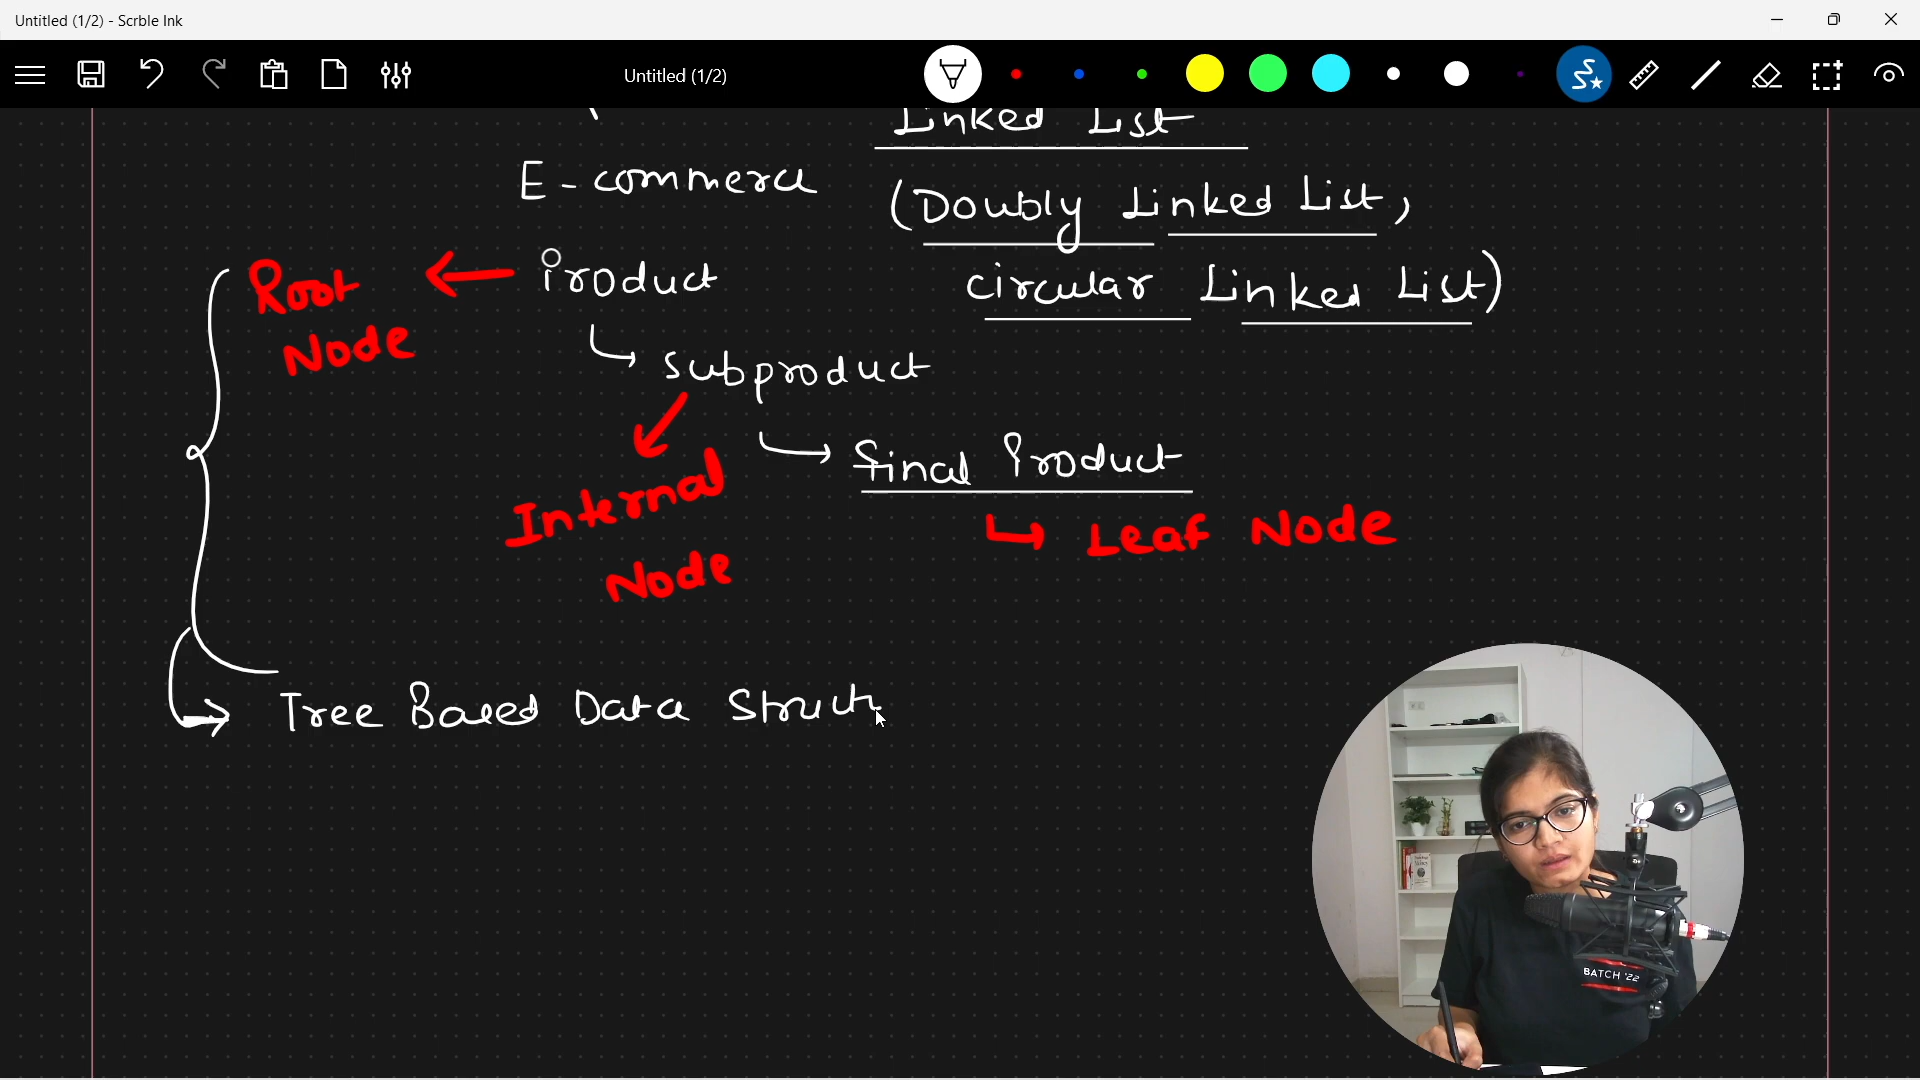 Untitled (1/2) - Scrble Ink
Untitled (1/2)
Linked List
E-commerce
(Doubly Linked List,
circular Linked List)
Root
Node
Product
Subproduct
Final Product
Internal
Node
Leaf Node
Tree Based Data Struct
BATCH '22